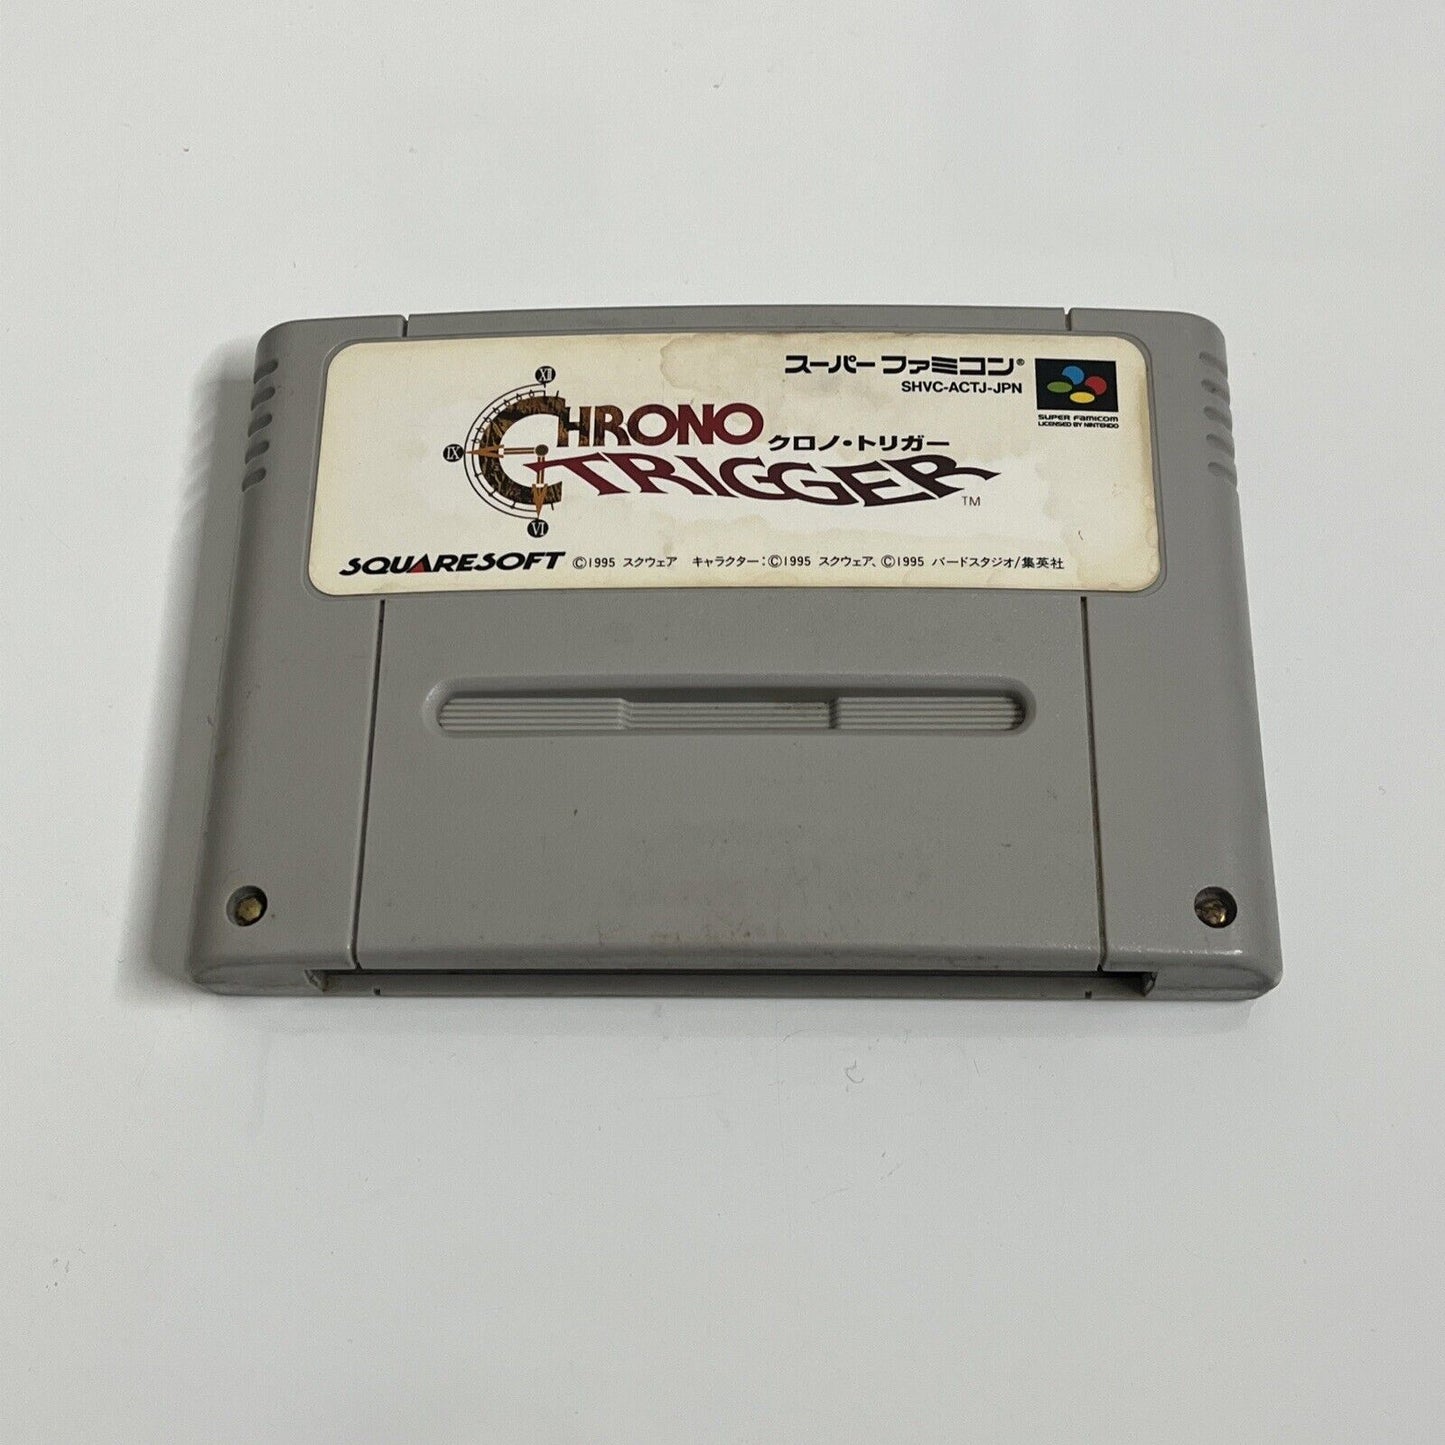 スーパーファミコン®
SHVC-ACTJ-JPN
SUPER FAMICOM
LICENSED BY NINTENDO
XII
IX
VI
CHRONO
クロノ・トリガー
TRIGGER™
SQUARESOFT ©1995 スクウェア キャラクター:©1995 スクウェア、©1995 バードスタジオ/集英社